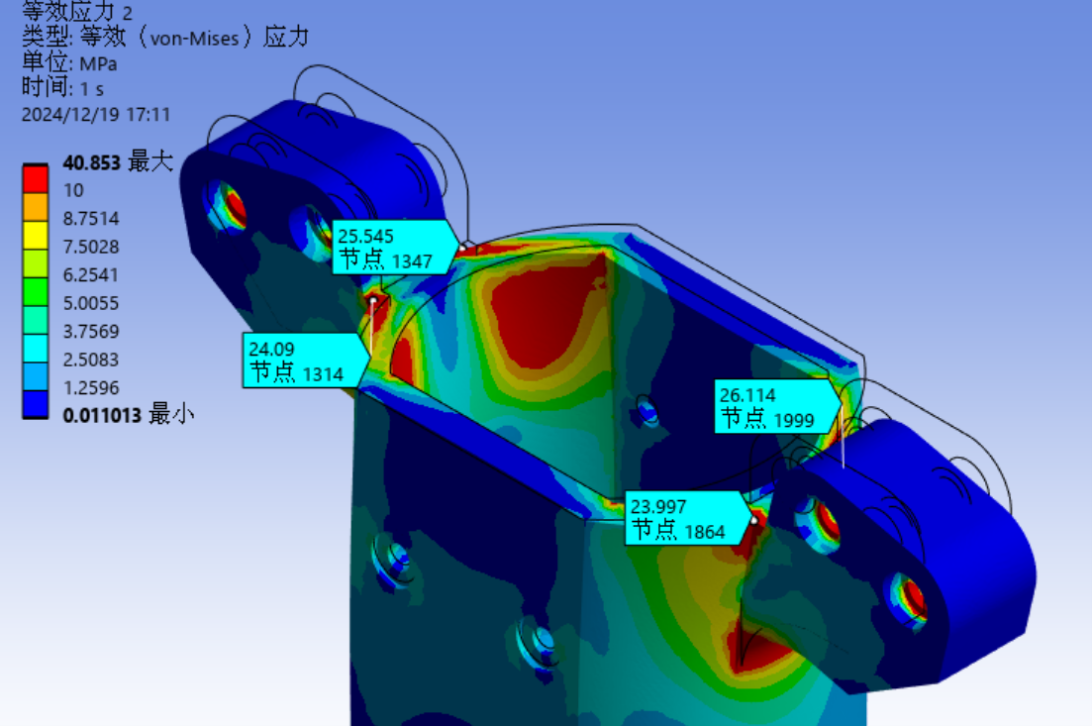 等效应力 2
类型: 等效（von-Mises）应力
单位: MPa
时间: 1 s
2024/12/19 17:11
40.853 最大
10
8.7514
7.5028
6.2541
5.0055
3.7569
2.5083
1.2596
0.011013 最小
25.545
节点 1347
24.09
节点 1314
26.114
节点 1999
23.997
节点 1864